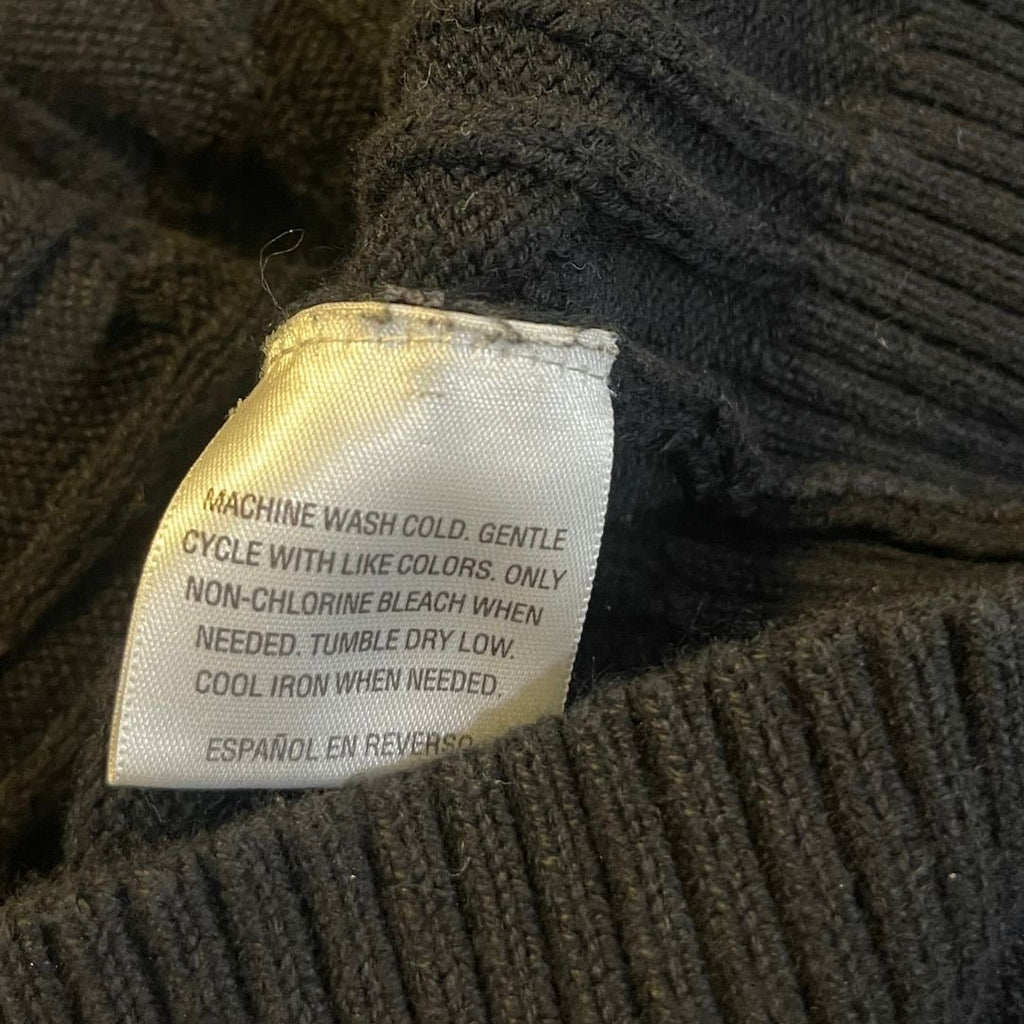 MACHINE WASH COLD. GENTLE
CYCLE WITH LIKE COLORS. ONLY
NON-CHLORINE BLEACH WHEN
NEEDED. TUMBLE DRY LOW.
COOL IRON WHEN NEEDED.
ESPAÑOL EN REVERSO